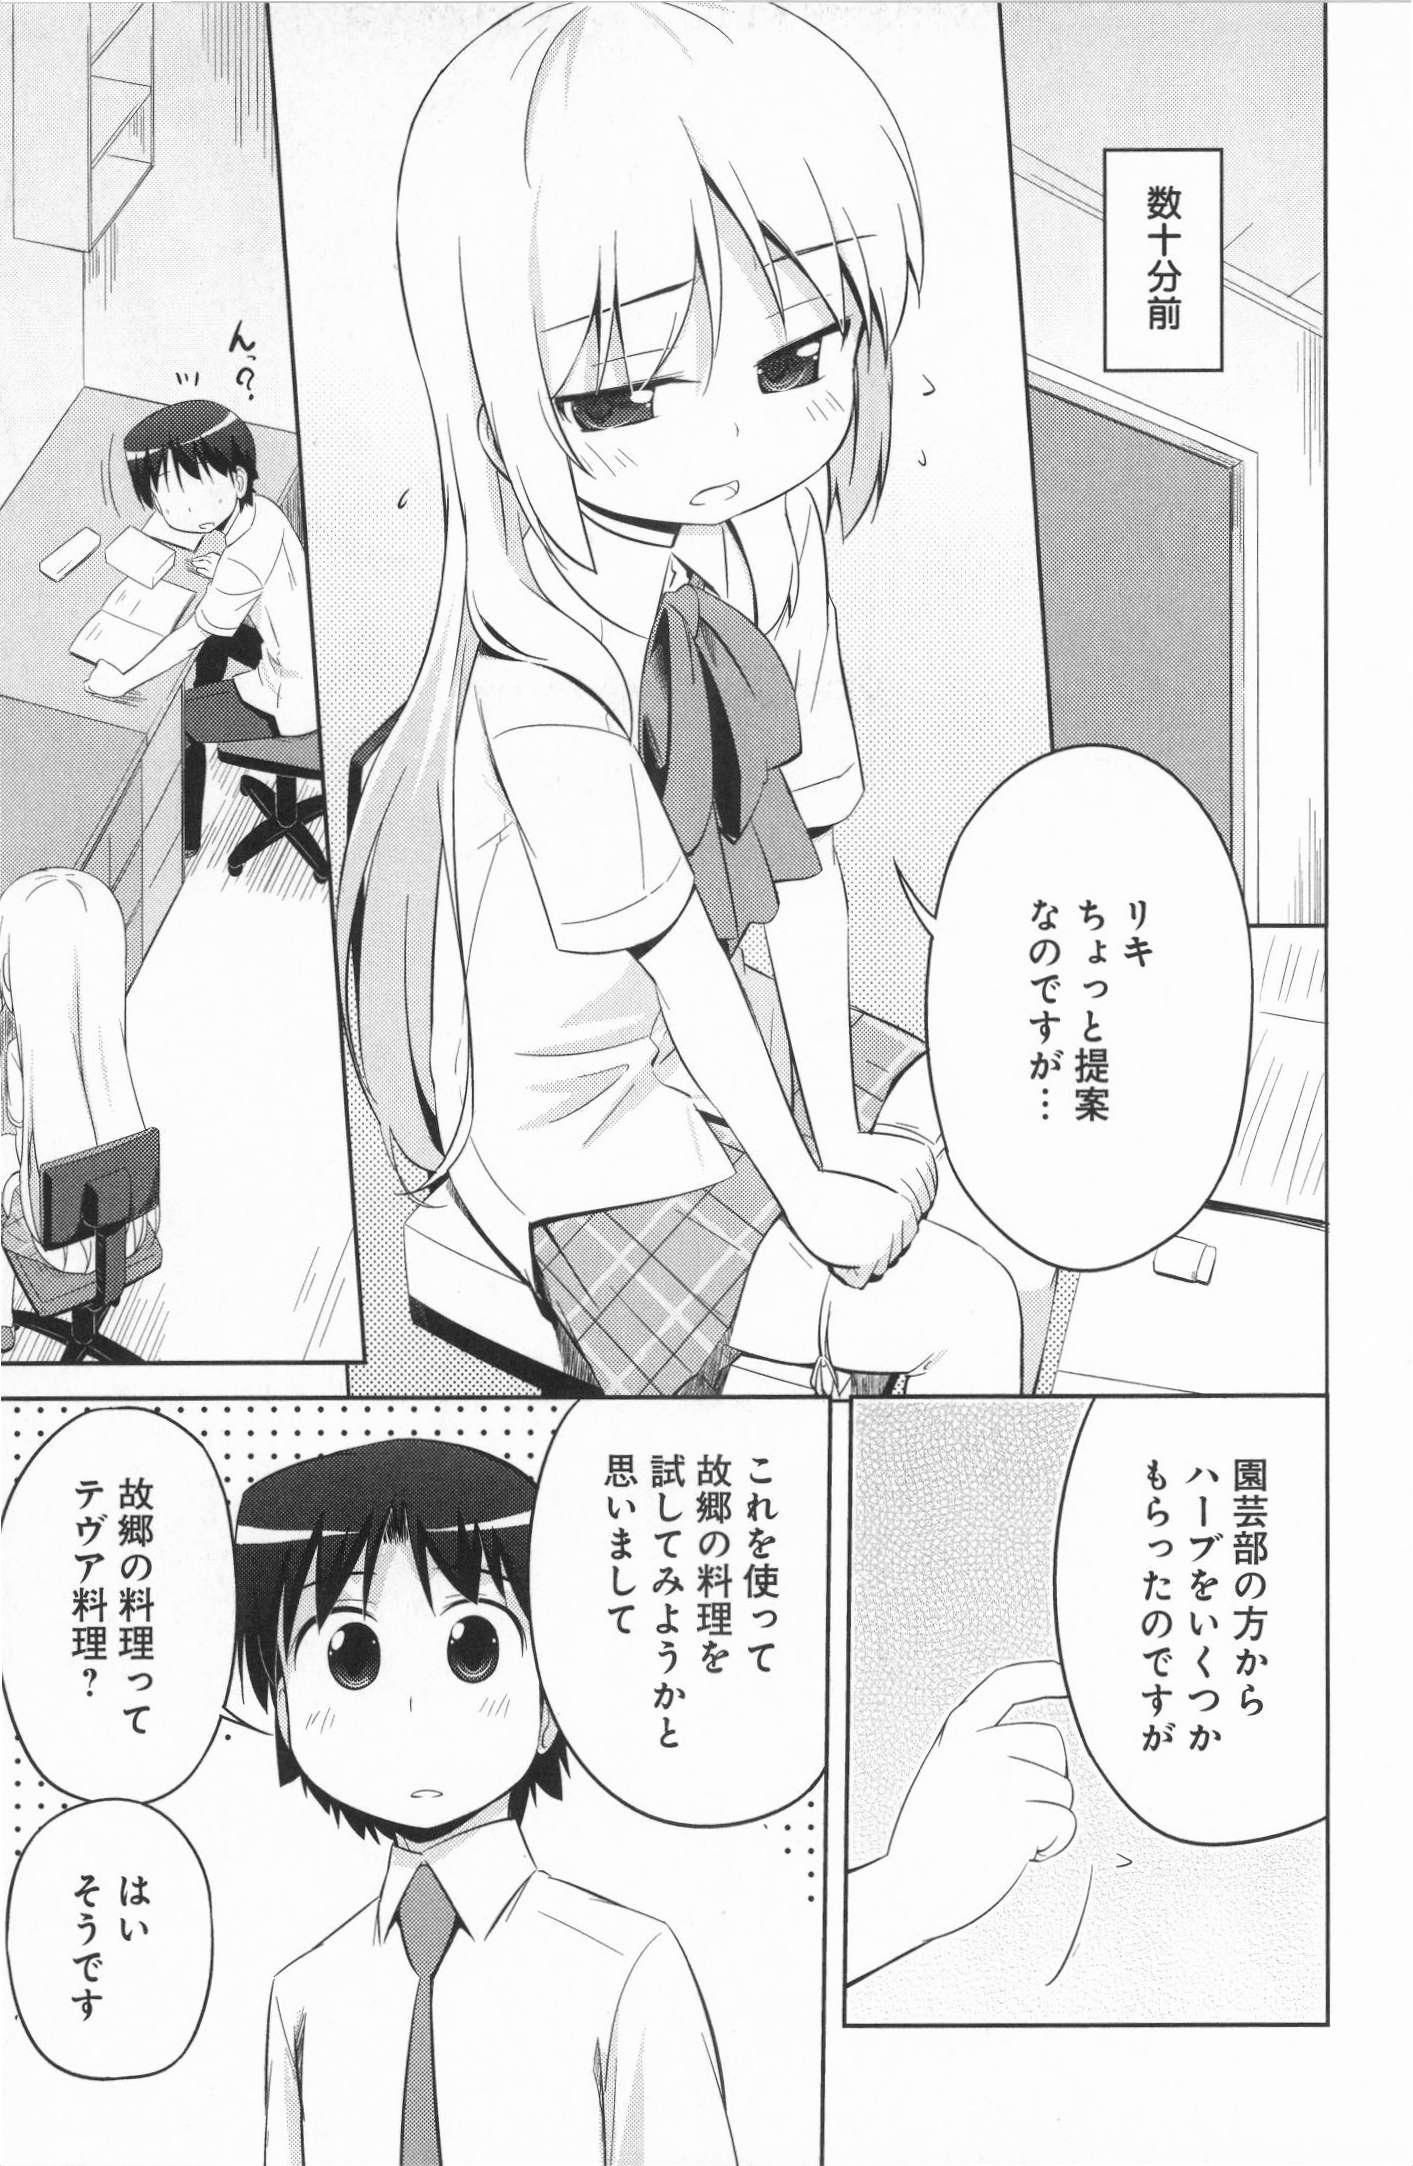 数十分前
リキ
ちょっと提案
なのですが…
んっ?
園芸部の方から
ハーブをいくつか
もらったのですが
これを使って
故郷の料理を
試してみようかと
思いまして
故郷の料理って
テヴア料理?
はい
そうです